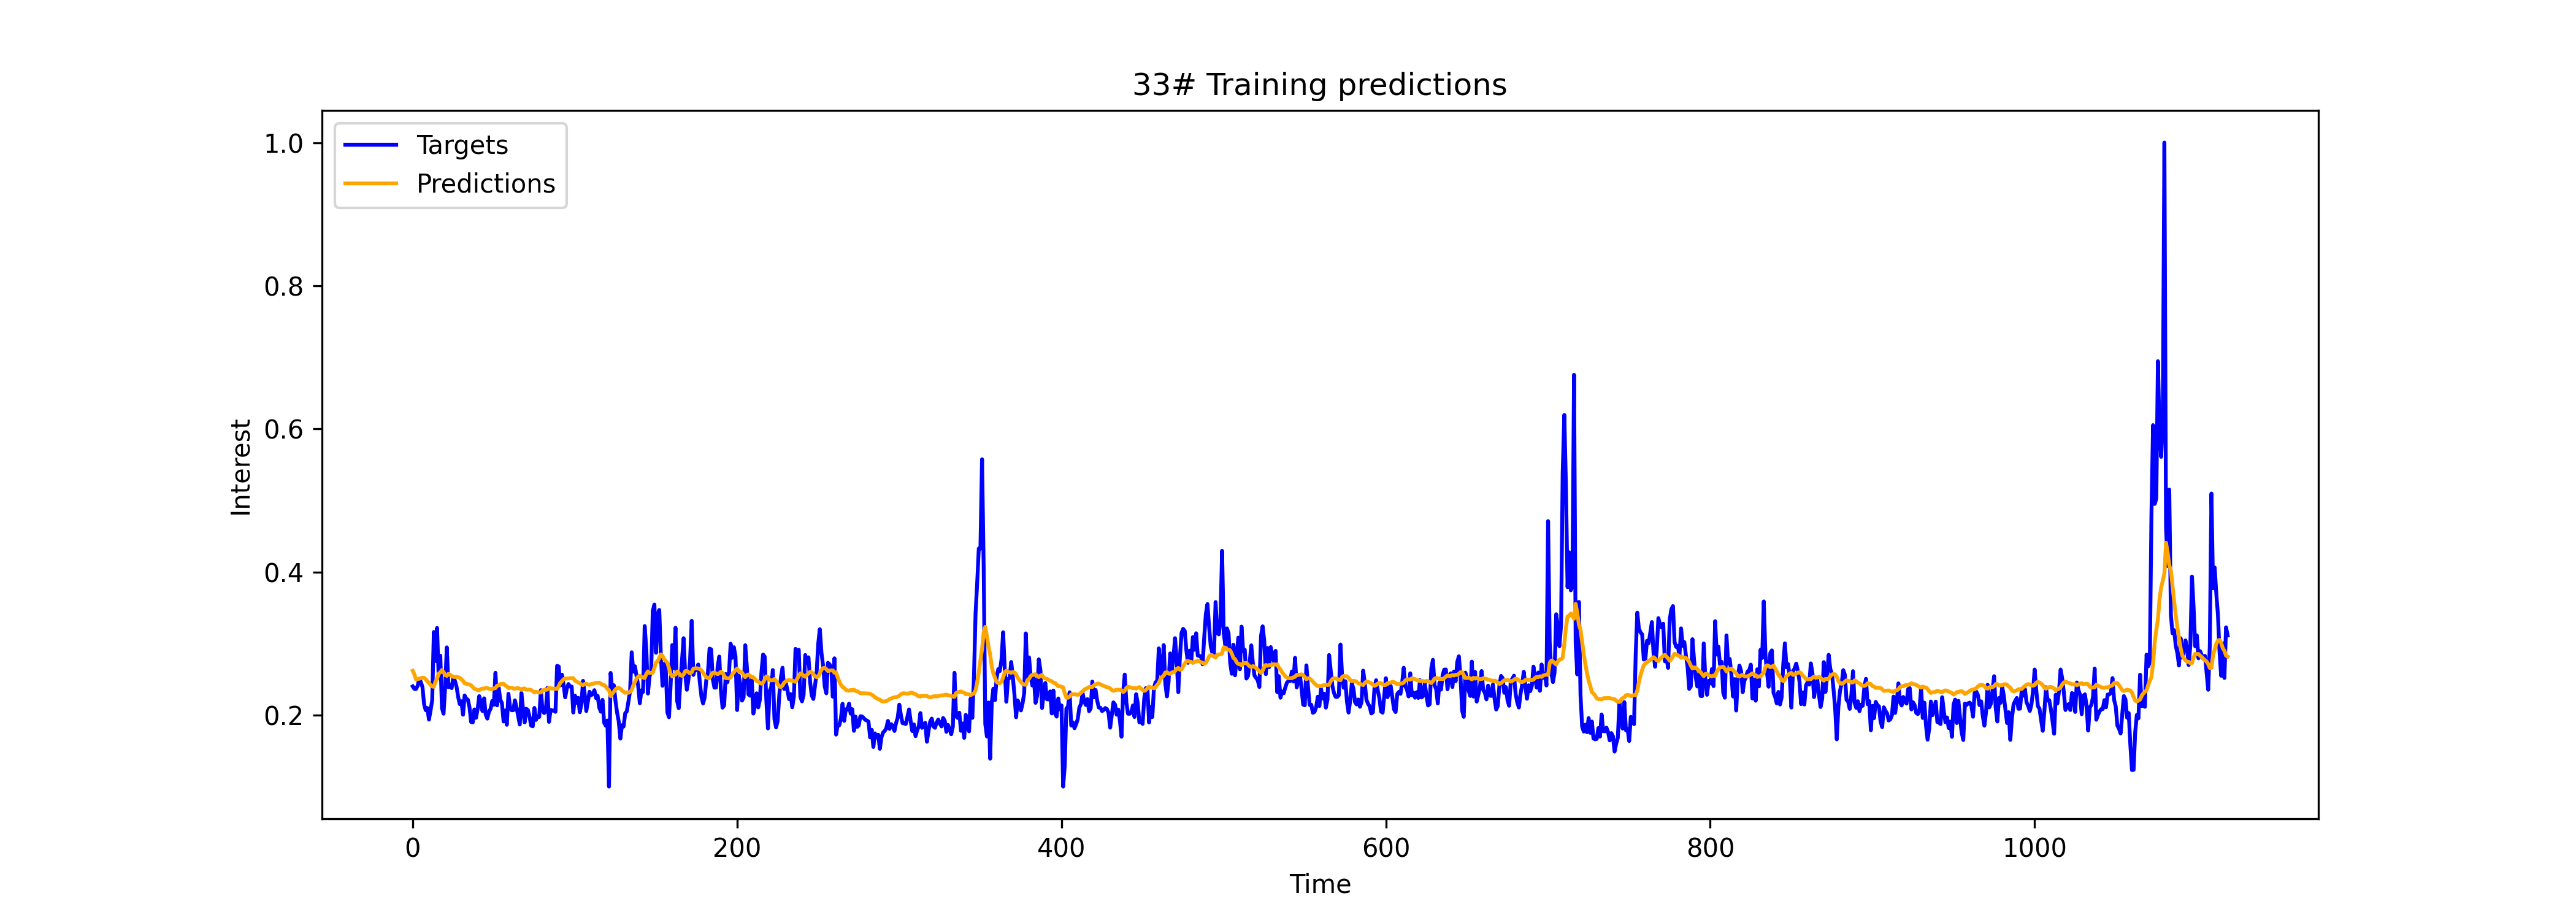 33# Training predictions
Targets
Predictions
1.0
0.8
0.6
0.4
0.2
Interest
0 200 400 600 800 1000
Time